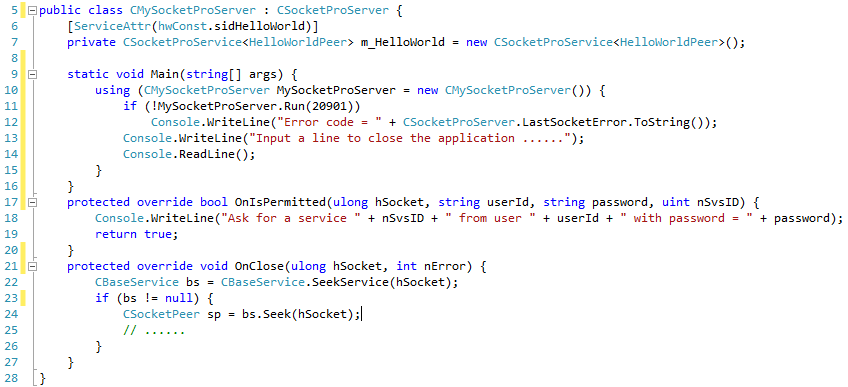 5 public class CMySocketProServer : CSocketProServer {
6 [ServiceAttr(hwConst.sidHelloWorld)]
7 private CSocketProService<HelloWorldPeer> m_HelloWorld = new CSocketProService<HelloWorldPeer>();
8
9 static void Main(string[] args) {
10 using (CMySocketProServer MySocketProServer = new CMySocketProServer()) {
11 if (!MySocketProServer.Run(20901))
12 Console.WriteLine("Error code = " + CSocketProServer.LastSocketError.ToString());
13 Console.WriteLine("Input a line to close the application ......");
14 Console.ReadLine();
15 }
16 }
17 protected override bool OnIsPermitted(ulong hSocket, string userId, string password, uint nSvsID) {
18 Console.WriteLine("Ask for a service " + nSvsID + " from user " + userId + " with password = " + password);
19 return true;
20 }
21 protected override void OnClose(ulong hSocket, int nError) {
22 CBaseService bs = CBaseService.SeekService(hSocket);
23 if (bs != null) {
24 CSocketPeer sp = bs.Seek(hSocket);
25 // ......
26 }
27 }
28 }